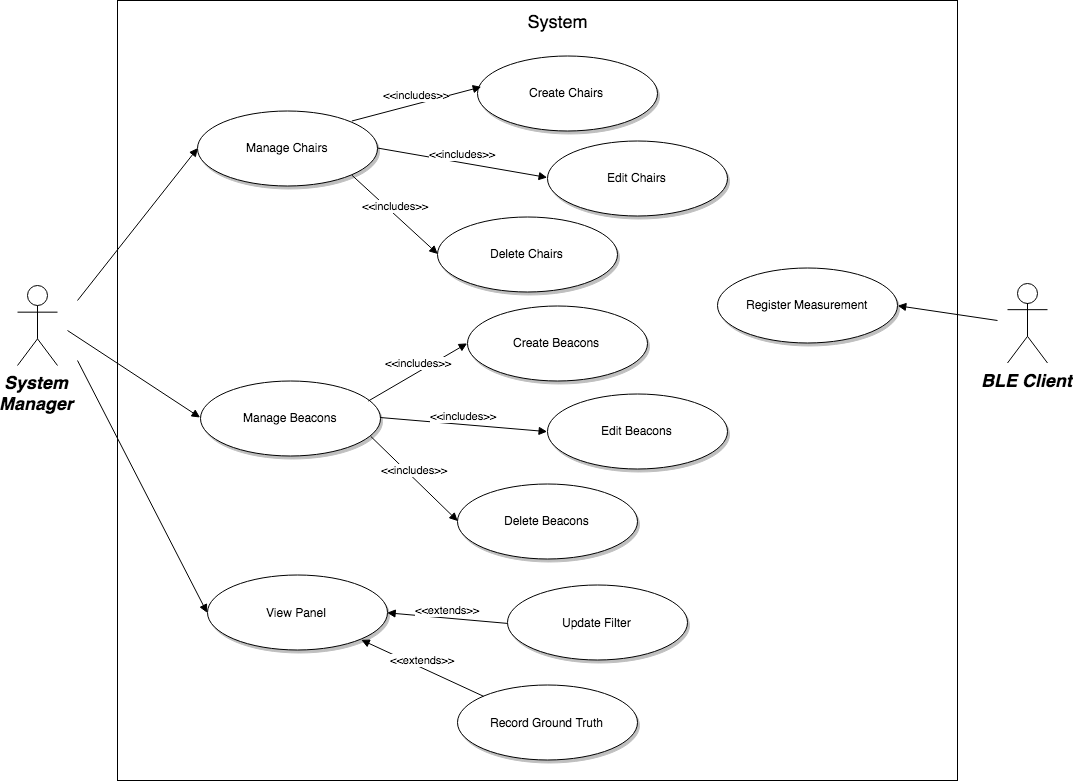 System
<<includes>>
Create Chairs
Manage Chairs
<<includes>>
Edit Chairs
<<includes>>
Delete Chairs
Register Measurement
Create Beacons
<<includes>>
System
Manager
BLE Client
Manage Beacons
<<includes>>
Edit Beacons
<<includes>>
Delete Beacons
View Panel
<<extends>>
Update Filter
<<extends>>
Record Ground Truth